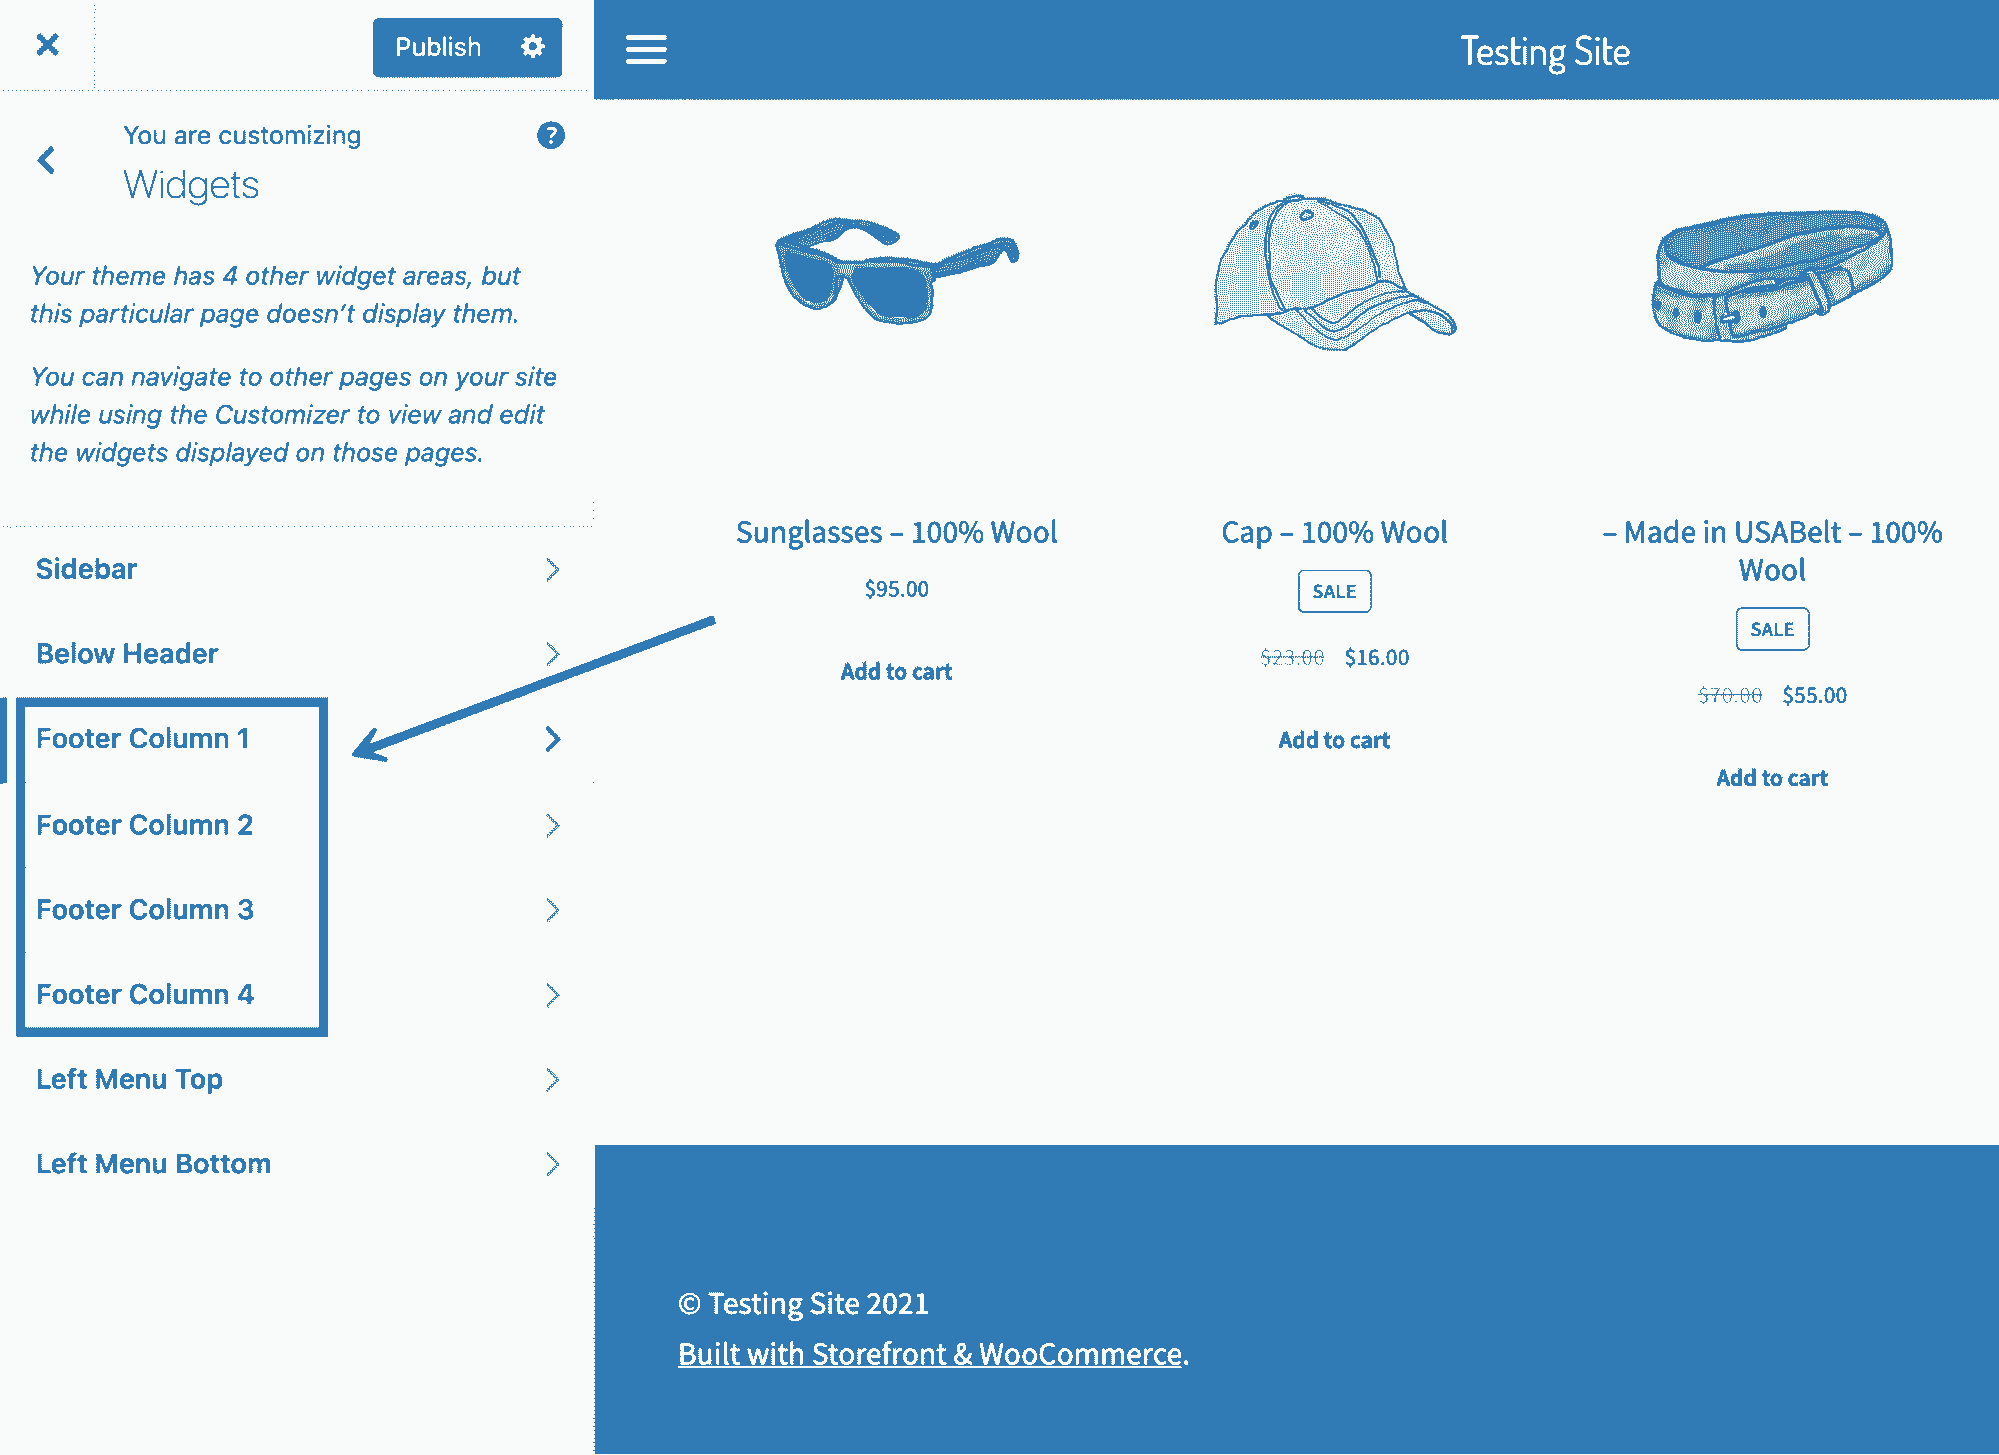 Publish
You are customizing
Widgets
Your theme has 4 other widget areas, but
this particular page doesn’t display them.
You can navigate to other pages on your site
while using the Customizer to view and edit
the widgets displayed on those pages.
Sidebar
Below Header
Footer Column 1
Footer Column 2
Footer Column 3
Footer Column 4
Left Menu Top
Left Menu Bottom
Testing Site
Sunglasses – 100% Wool
$95.00
Add to cart
Cap – 100% Wool
SALE
$23.00 $16.00
Add to cart
– Made in USABelt – 100%
Wool
SALE
$70.00 $55.00
Add to cart
© Testing Site 2021
Built with Storefront & WooCommerce.